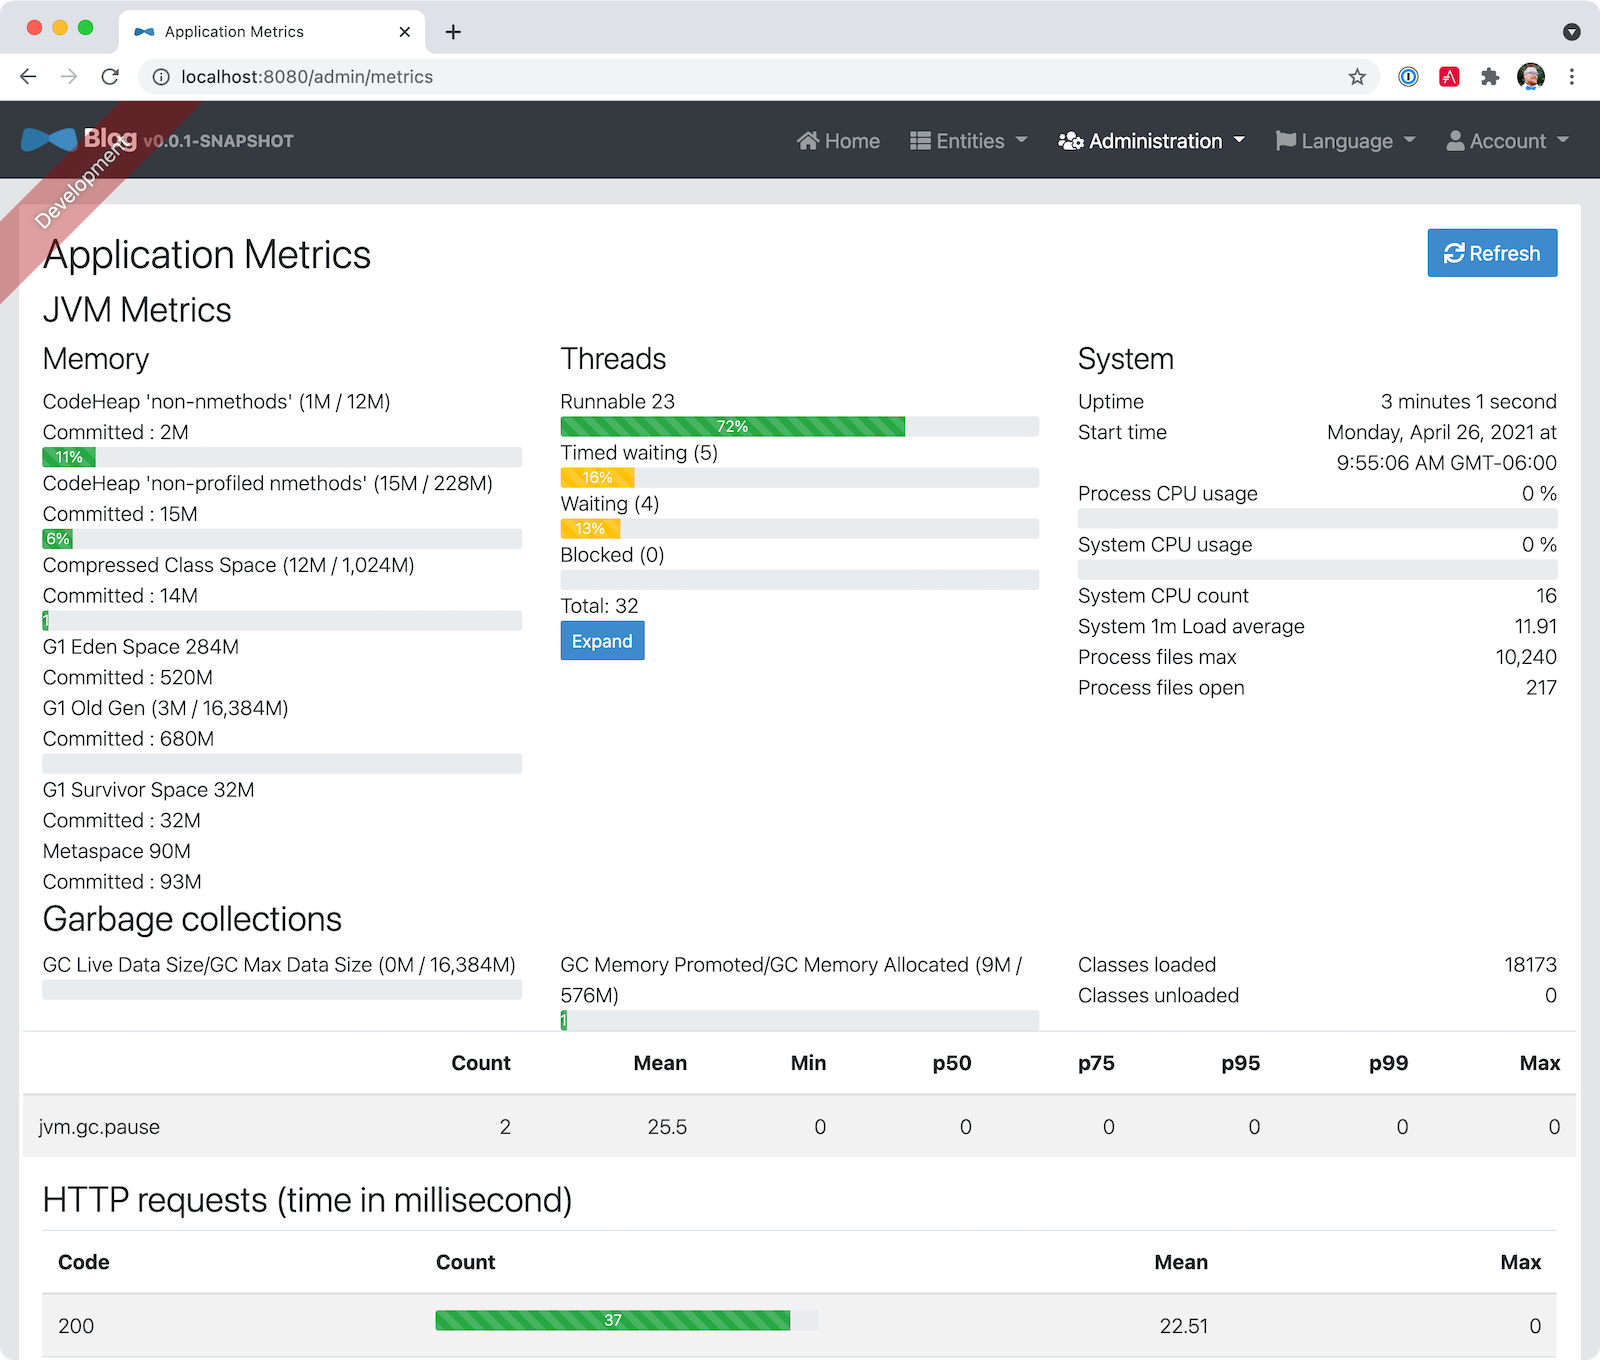 Application Metrics
localhost:8080/admin/metrics
Blog v0.0.1-SNAPSHOT
Home Entities Administration Language Account
Development
Application Metrics
Refresh
JVM Metrics
Memory
CodeHeap 'non-nmethods' (1M / 12M)
Committed : 2M
11%
CodeHeap 'non-profiled nmethods' (15M / 228M)
Committed : 15M
6%
Compressed Class Space (12M / 1,024M)
Committed : 14M
1
G1 Eden Space 284M
Committed : 520M
G1 Old Gen (3M / 16,384M)
Committed : 680M
G1 Survivor Space 32M
Committed : 32M
Metaspace 90M
Committed : 93M
Threads
Runnable 23
72%
Timed waiting (5)
16%
Waiting (4)
13%
Blocked (0)
Total: 32
Expand
System
Uptime 3 minutes 1 second
Start time Monday, April 26, 2021 at
9:55:06 AM GMT-06:00
Process CPU usage 0 %
System CPU usage 0 %
System CPU count 16
System 1m Load average 11.91
Process files max 10,240
Process files open 217
Garbage collections
GC Live Data Size/GC Max Data Size (0M / 16,384M)
GC Memory Promoted/GC Memory Allocated (9M /
576M)
1
Classes loaded 18173
Classes unloaded 0
Count Mean Min p50 p75 p95 p99 Max
jvm.gc.pause 2 25.5 0 0 0 0 0 0
HTTP requests (time in millisecond)
Code Count Mean Max
200 37 22.51 0